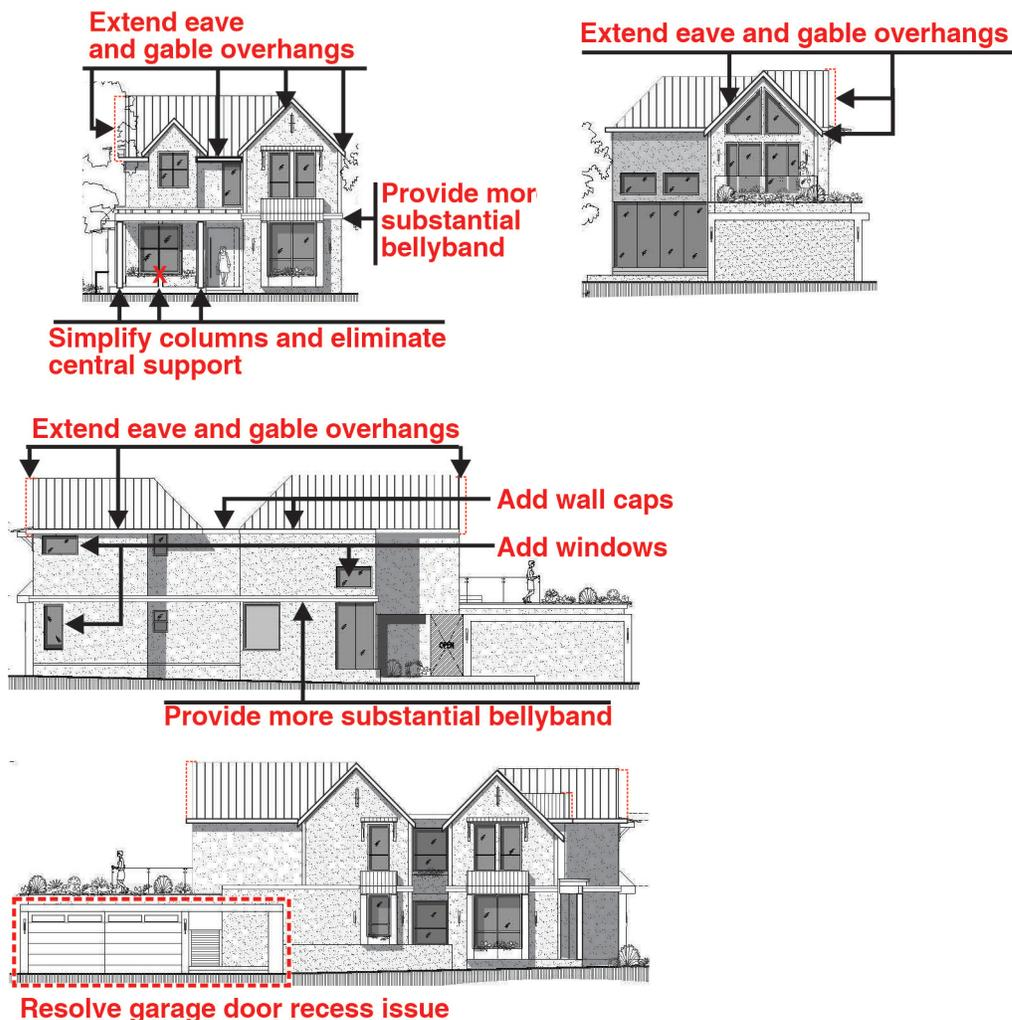 Extend eave
and gable overhangs
Extend eave and gable overhangs
Provide mor
substantial
bellyband
X
Simplify columns and eliminate
central support
Extend eave and gable overhangs
Add wall caps
Add windows
OPEN
Provide more substantial bellyband
Resolve garage door recess issue